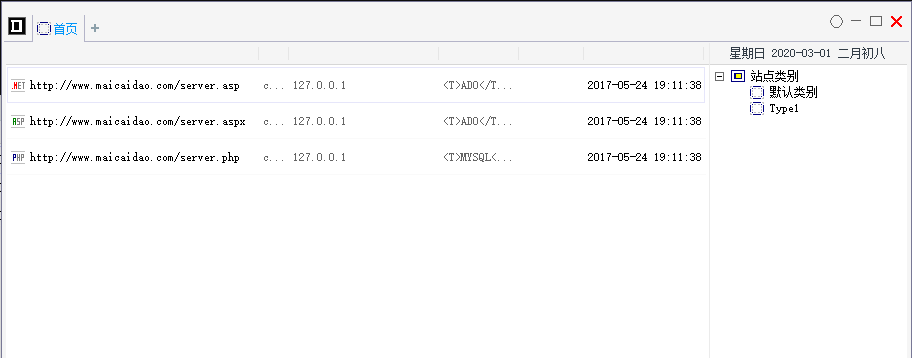 首页 +
星期日 2020-03-01 二月初八
.NET http://www.maicaidao.com/server.asp c... 127.0.0.1 <T>ADO</T... 2017-05-24 19:11:38
ASP http://www.maicaidao.com/server.aspx c... 127.0.0.1 <T>ADO</T... 2017-05-24 19:11:38
PHP http://www.maicaidao.com/server.php c... 127.0.0.1 <T>MYSQL<... 2017-05-24 19:11:38
站点类别
默认类别
Type1